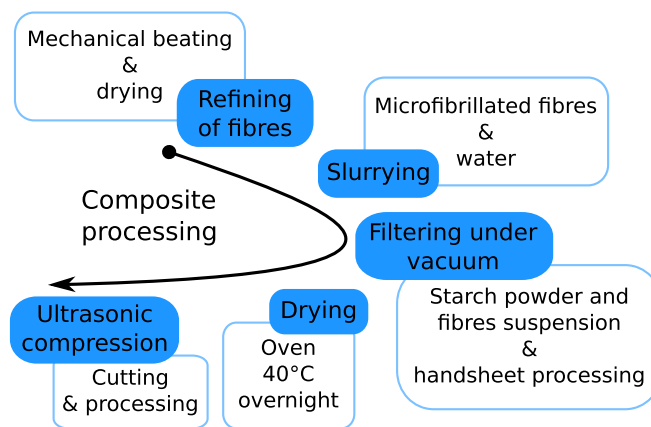 Mechanical beating
&
drying
Refining
of fibres
Microfibrillated fibres
&
water
Slurrying
Composite
processing
Filtering under
vacuum
Starch powder and
fibres suspension
&
handsheet processing
Drying
Oven
40°C
overnight
Ultrasonic
compression
Cutting
& processing